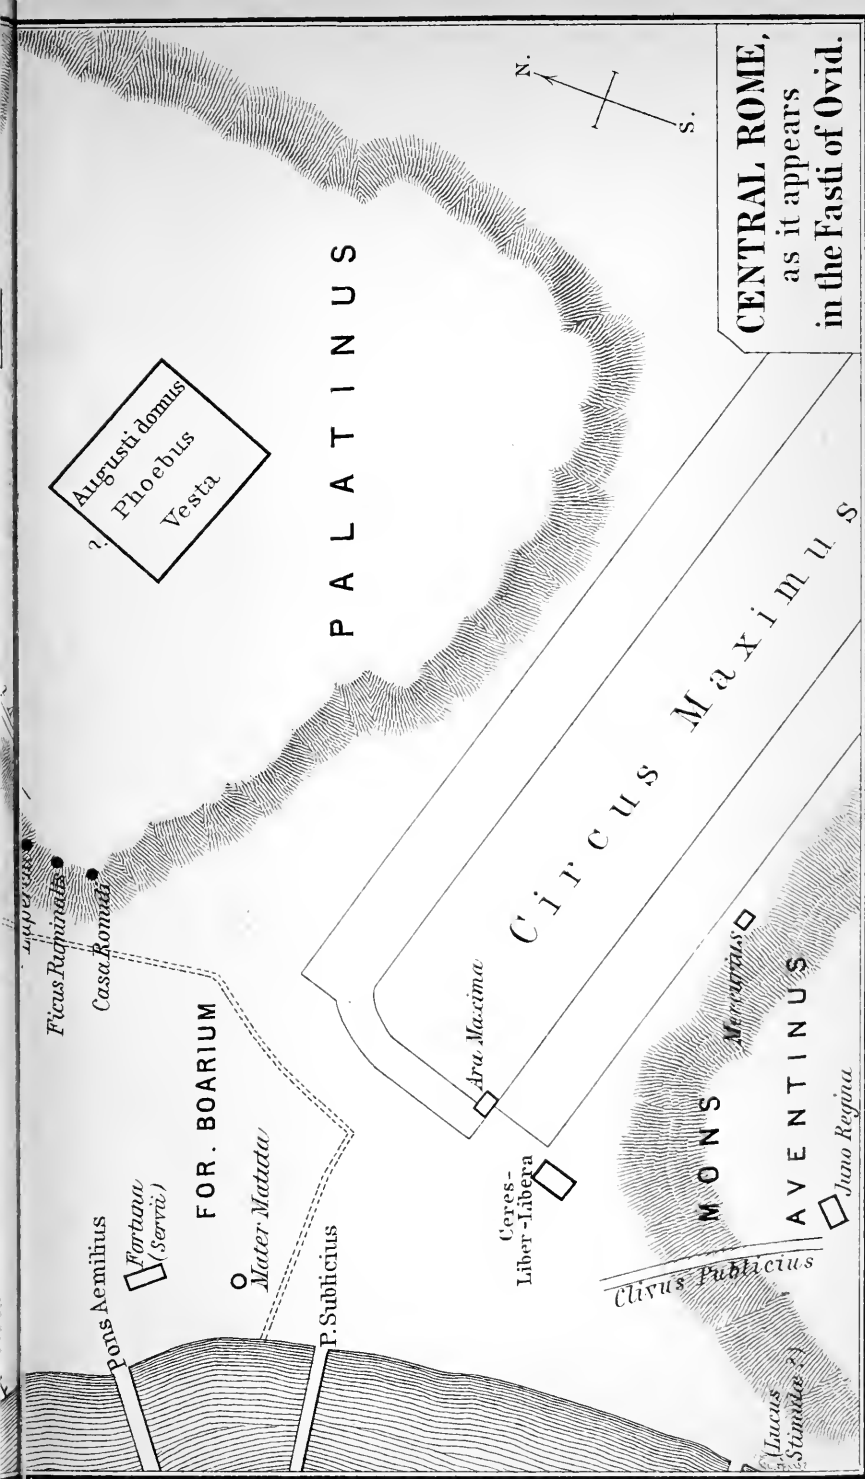 CENTRAL ROME,
as it appears
in the Fasti of Ovid.
N.
S.
PALATINUS
Augusti domus
Phoebus
Vesta
?
Ficus Ruminalis
Casa Romuli
FOR. BOARIUM
Pons Aemilius
Fortuna
(Servii)
Mater Matuta
P. Sublicius
Circus Maximus
Ara Maxima
Ceres-
Liber-Libera
Mercurius
MONS
AVENTINUS
Juno Regina
Clivus Publicius
(Lucus
Stimulæ?)